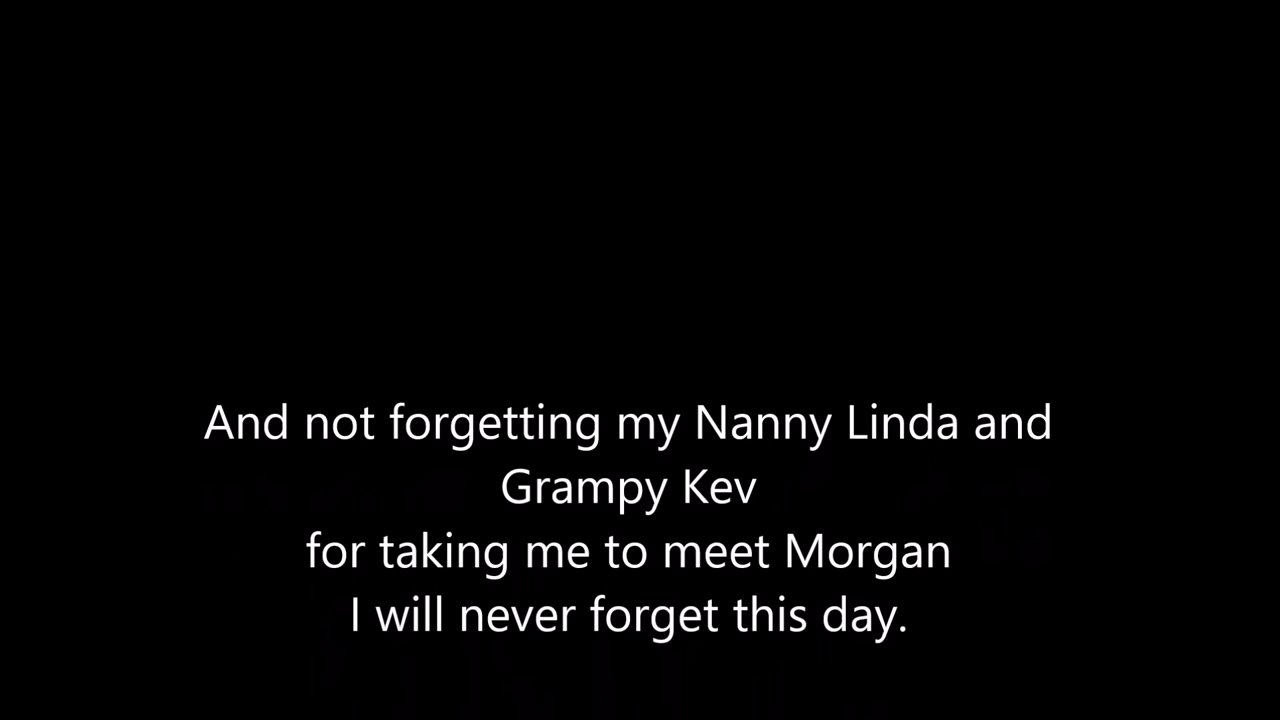 And not forgetting my Nanny Linda and
Grampy Kev
for taking me to meet Morgan
I will never forget this day.